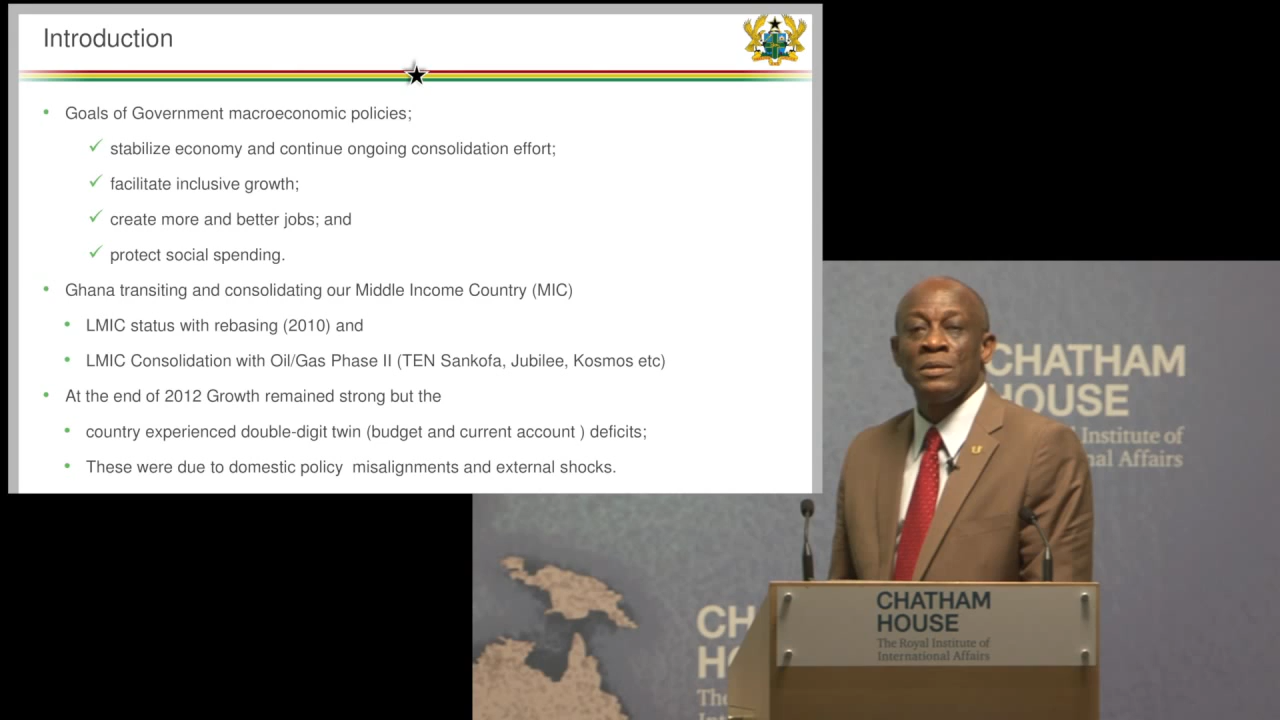 Introduction
Goals of Government macroeconomic policies;
stabilize economy and continue ongoing consolidation effort;
facilitate inclusive growth;
create more and better jobs; and
protect social spending.
Ghana transiting and consolidating our Middle Income Country (MIC)
LMIC status with rebasing (2010) and
LMIC Consolidation with Oil/Gas Phase II (TEN Sankofa, Jubilee, Kosmos etc)
At the end of 2012 Growth remained strong but the
country experienced double-digit twin (budget and current account ) deficits;
These were due to domestic policy misalignments and external shocks.
CHATHAM
HOUSE
Institute of
Affairs
CHATHAM
HOUSE
The Royal Institute of
International Affairs
CH
The